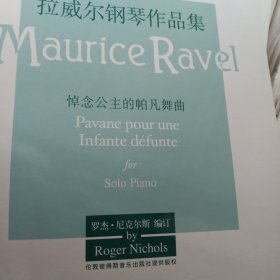 拉威尔钢琴作品集
Maurice Ravel
悼念公主的帕凡舞曲
Pavane pour une
Infante défunte
for
Solo Piano
罗杰·尼克尔斯 编订
by
Roger Nichols
伦敦彼得斯音乐出版社提供版权